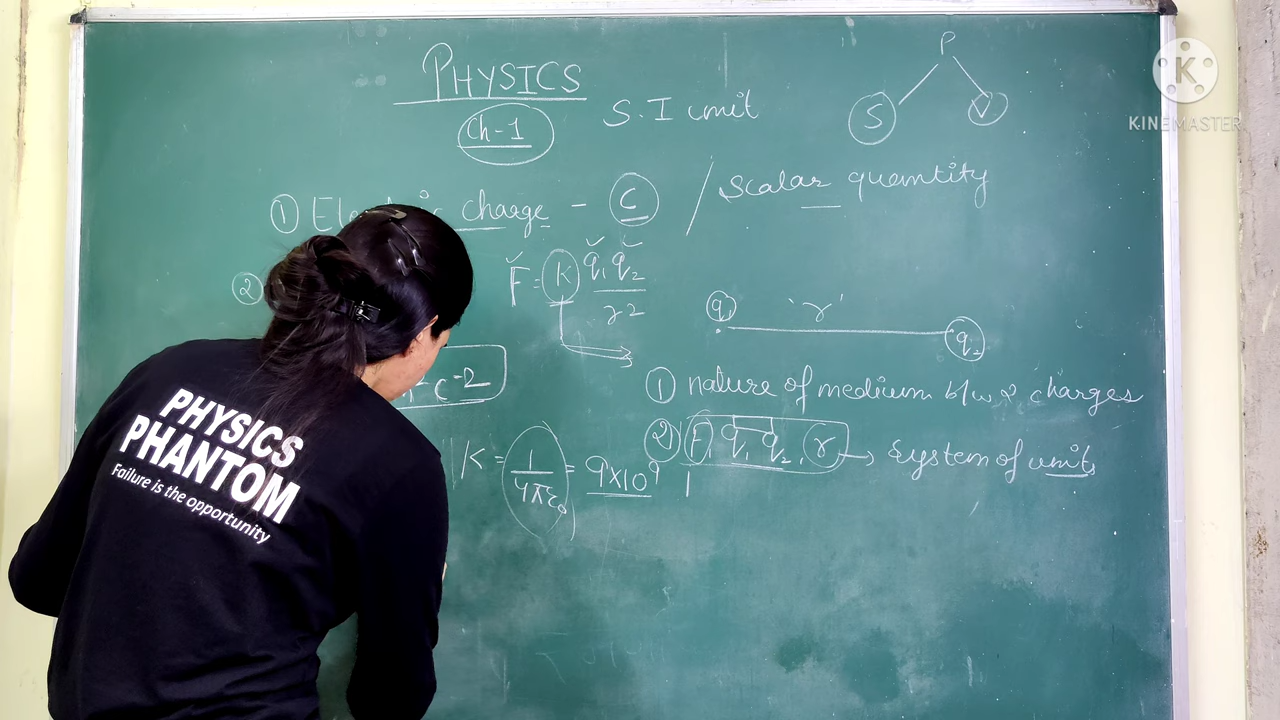 PHYSICS
Ch-1
S.I unit
P
S V
KINEMASTER
① charge - C / Scalar quantity
②
F = K q₁q₂
r²
q₁ 'r' q₂
C⁻²
① nature of medium b/w 2 charges
② F, q₁, q₂, r → System of units
K = 1/4πε₀ = 9×10⁹
PHYSICS
PHANTOM
Failure is the opportunity